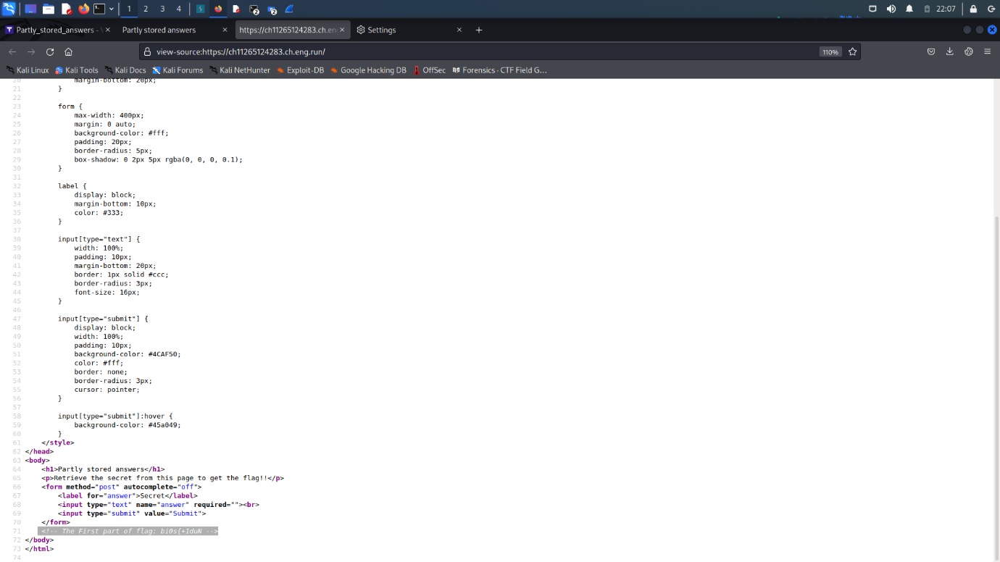 1 2 3 4 2 2 22:07
Partly_stored_answers - V
Partly stored answers
https://ch11265124283.ch.en
Settings
view-source:https://ch11265124283.ch.eng.run/
110%
Kali Linux Kali Tools Kali Docs Kali Forums Kali NetHunter Exploit-DB Google Hacking DB OffSec Forensics · CTF Field G…
20 margin-bottom: 20px;
21 }
22
23 form {
24 max-width: 400px;
25 margin: 0 auto;
26 background-color: #fff;
27 padding: 20px;
28 border-radius: 5px;
29 box-shadow: 0 2px 5px rgba(0, 0, 0, 0.1);
30 }
31
32 label {
33 display: block;
34 margin-bottom: 10px;
35 color: #333;
36 }
37
38 input[type="text"] {
39 width: 100%;
40 padding: 10px;
41 margin-bottom: 20px;
42 border: 1px solid #ccc;
43 border-radius: 3px;
44 font-size: 16px;
45 }
46
47 input[type="submit"] {
48 display: block;
49 width: 100%;
50 padding: 10px;
51 background-color: #4CAF50;
52 color: #fff;
53 border: none;
54 border-radius: 3px;
55 cursor: pointer;
56 }
57
58 input[type="submit"]:hover {
59 background-color: #45a049;
60 }
61 </style>
62 </head>
63 <body>
64 <h1>Partly stored answers</h1>
65 <p>Retrieve the secret from this page to get the flag!!</p>
66 <form method="post" autocomplete="off">
67 <label for="answer">Secret</label>
68 <input type="text" name="answer" required=""><br>
69 <input type="submit" value="Submit">
70 </form>
71 <!-- The First part of flag: bi0s{+1duN -->
72 </body>
73 </html>
74